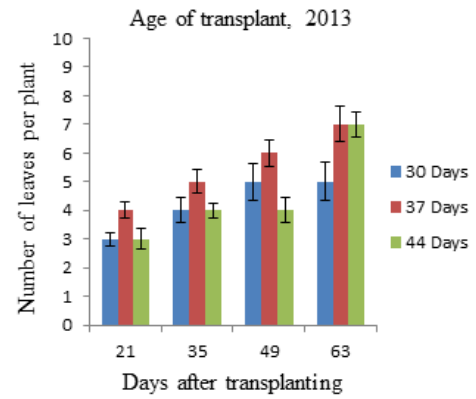 Age of transplant, 2013
Number of leaves per plant
10
9
8
7
6
5
4
3
2
1
0
21 35 49 63
Days after transplanting
30 Days
37 Days
44 Days